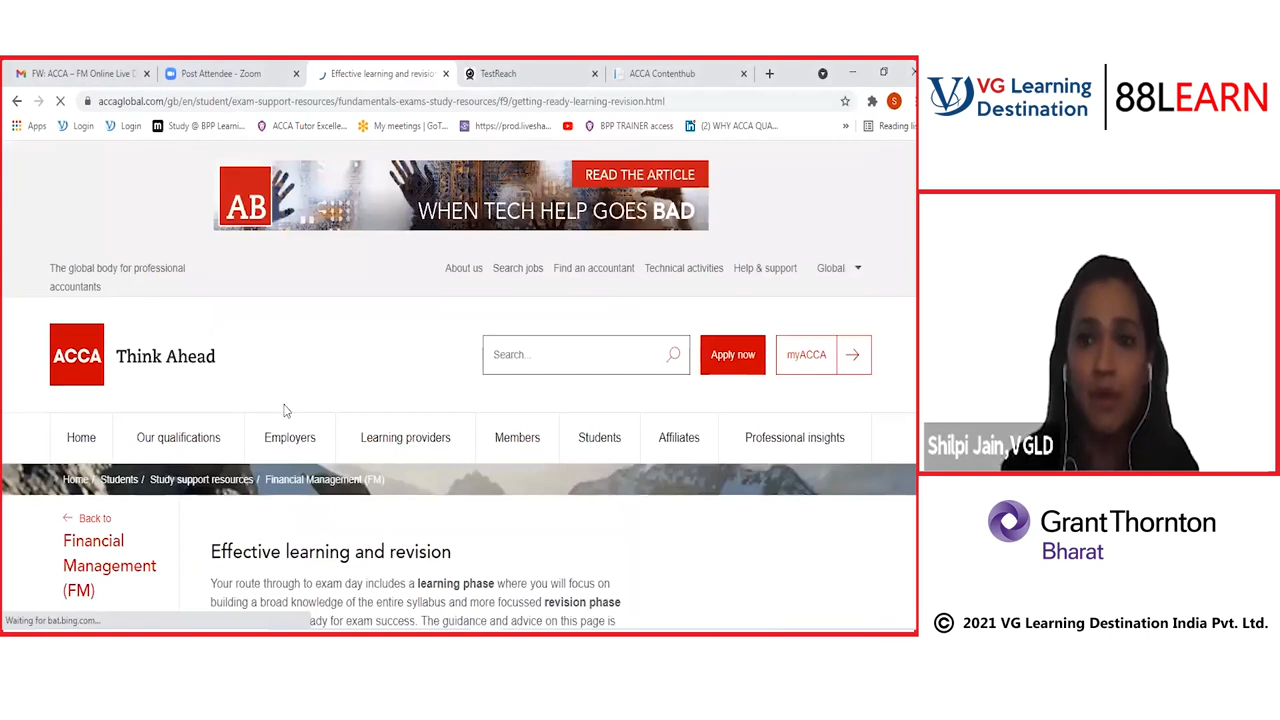 FW: ACCA – FM Online Live
Post Attendee - Zoom
Effective learning and revision
TestReach
ACCA Contenthub
accaglobal.com/gb/en/student/exam-support-resources/fundamentals-exams-study-resources/f9/getting-ready-learning-revision.html
Apps
Login
Login
Study @ BPP Learni...
ACCA Tutor Excelle...
My meetings | GoT...
https://prod.livesha...
BPP TRAINER access
(2) WHY ACCA QUA...
»
Reading
AB
READ THE ARTICLE
WHEN TECH HELP GOES BAD
The global body for professional
accountants
About us
Search jobs
Find an accountant
Technical activities
Help & support
Global
ACCA
Think Ahead
Search...
Apply now
myACCA
Home
Our qualifications
Employers
Learning providers
Members
Students
Affiliates
Professional insights
Home / Students / Study support resources / Financial Management (FM)
Back to
Financial
Management
(FM)
Effective learning and revision
Your route through to exam day includes a learning phase where you will focus on
building a broad knowledge of the entire syllabus and more focussed revision phase
ady for exam success. The guidance and advice on this page is
Waiting for bat.bing.com...
VG Learning
Destination
88LEARN
Shilpi Jain,VGLD
Grant Thornton
Bharat
© 2021 VG Learning Destination India Pvt. Ltd.